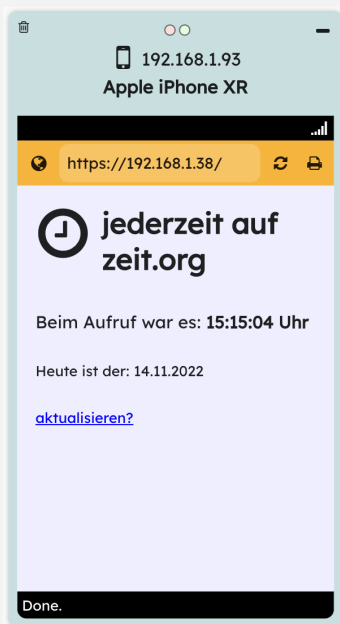 192.168.1.93
Apple iPhone XR
https://192.168.1.38/
jederzeit auf
zeit.org
Beim Aufruf war es: 15:15:04 Uhr
Heute ist der: 14.11.2022
aktualisieren?
Done.